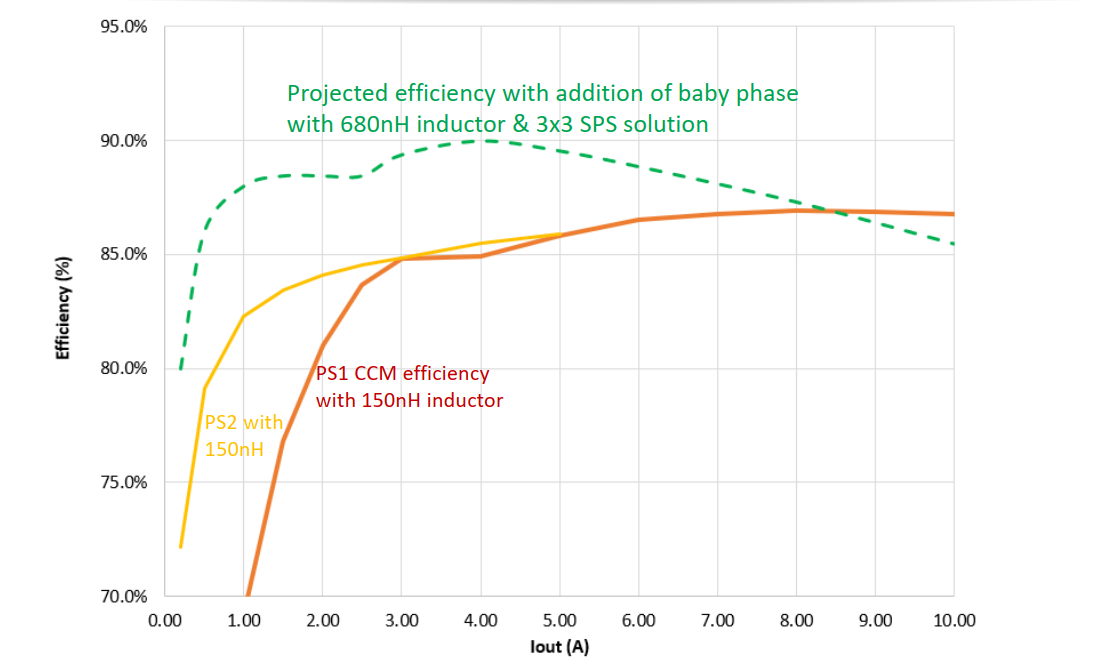 95.0%
Projected efficiency with addition of baby phase
with 680nH inductor & 3x3 SPS solution
90.0%
85.0%
Efficiency (%)
80.0%
PS1 CCM efficiency
with 150nH inductor
PS2 with
150nH
75.0%
70.0%
0.00 1.00 2.00 3.00 4.00 5.00 6.00 7.00 8.00 9.00 10.00
Iout (A)